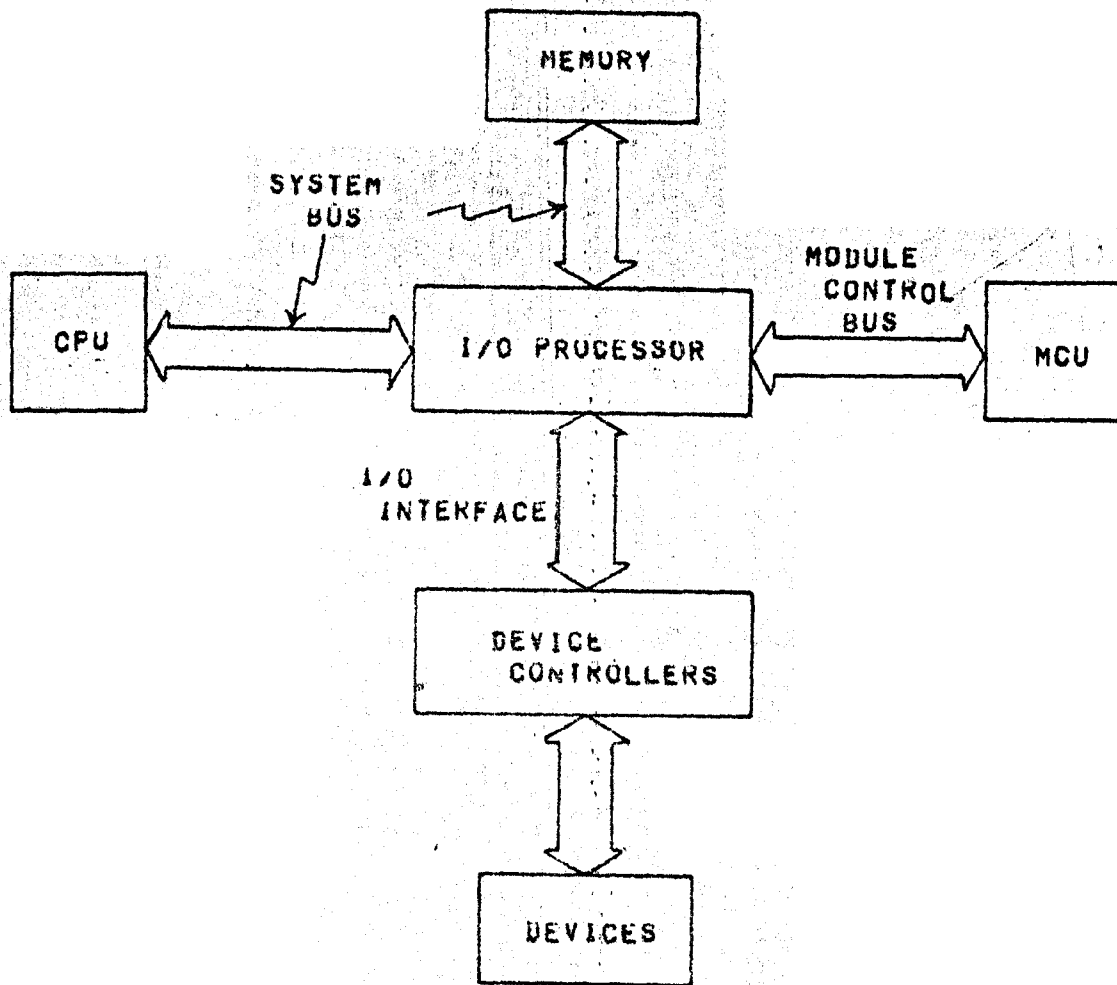 MEMORY
SYSTEM
BUS
MODULE
CONTROL
BUS
CPU
I/O PROCESSOR
MCU
I/O
INTERFACE
DEVICE
CONTROLLERS
DEVICES